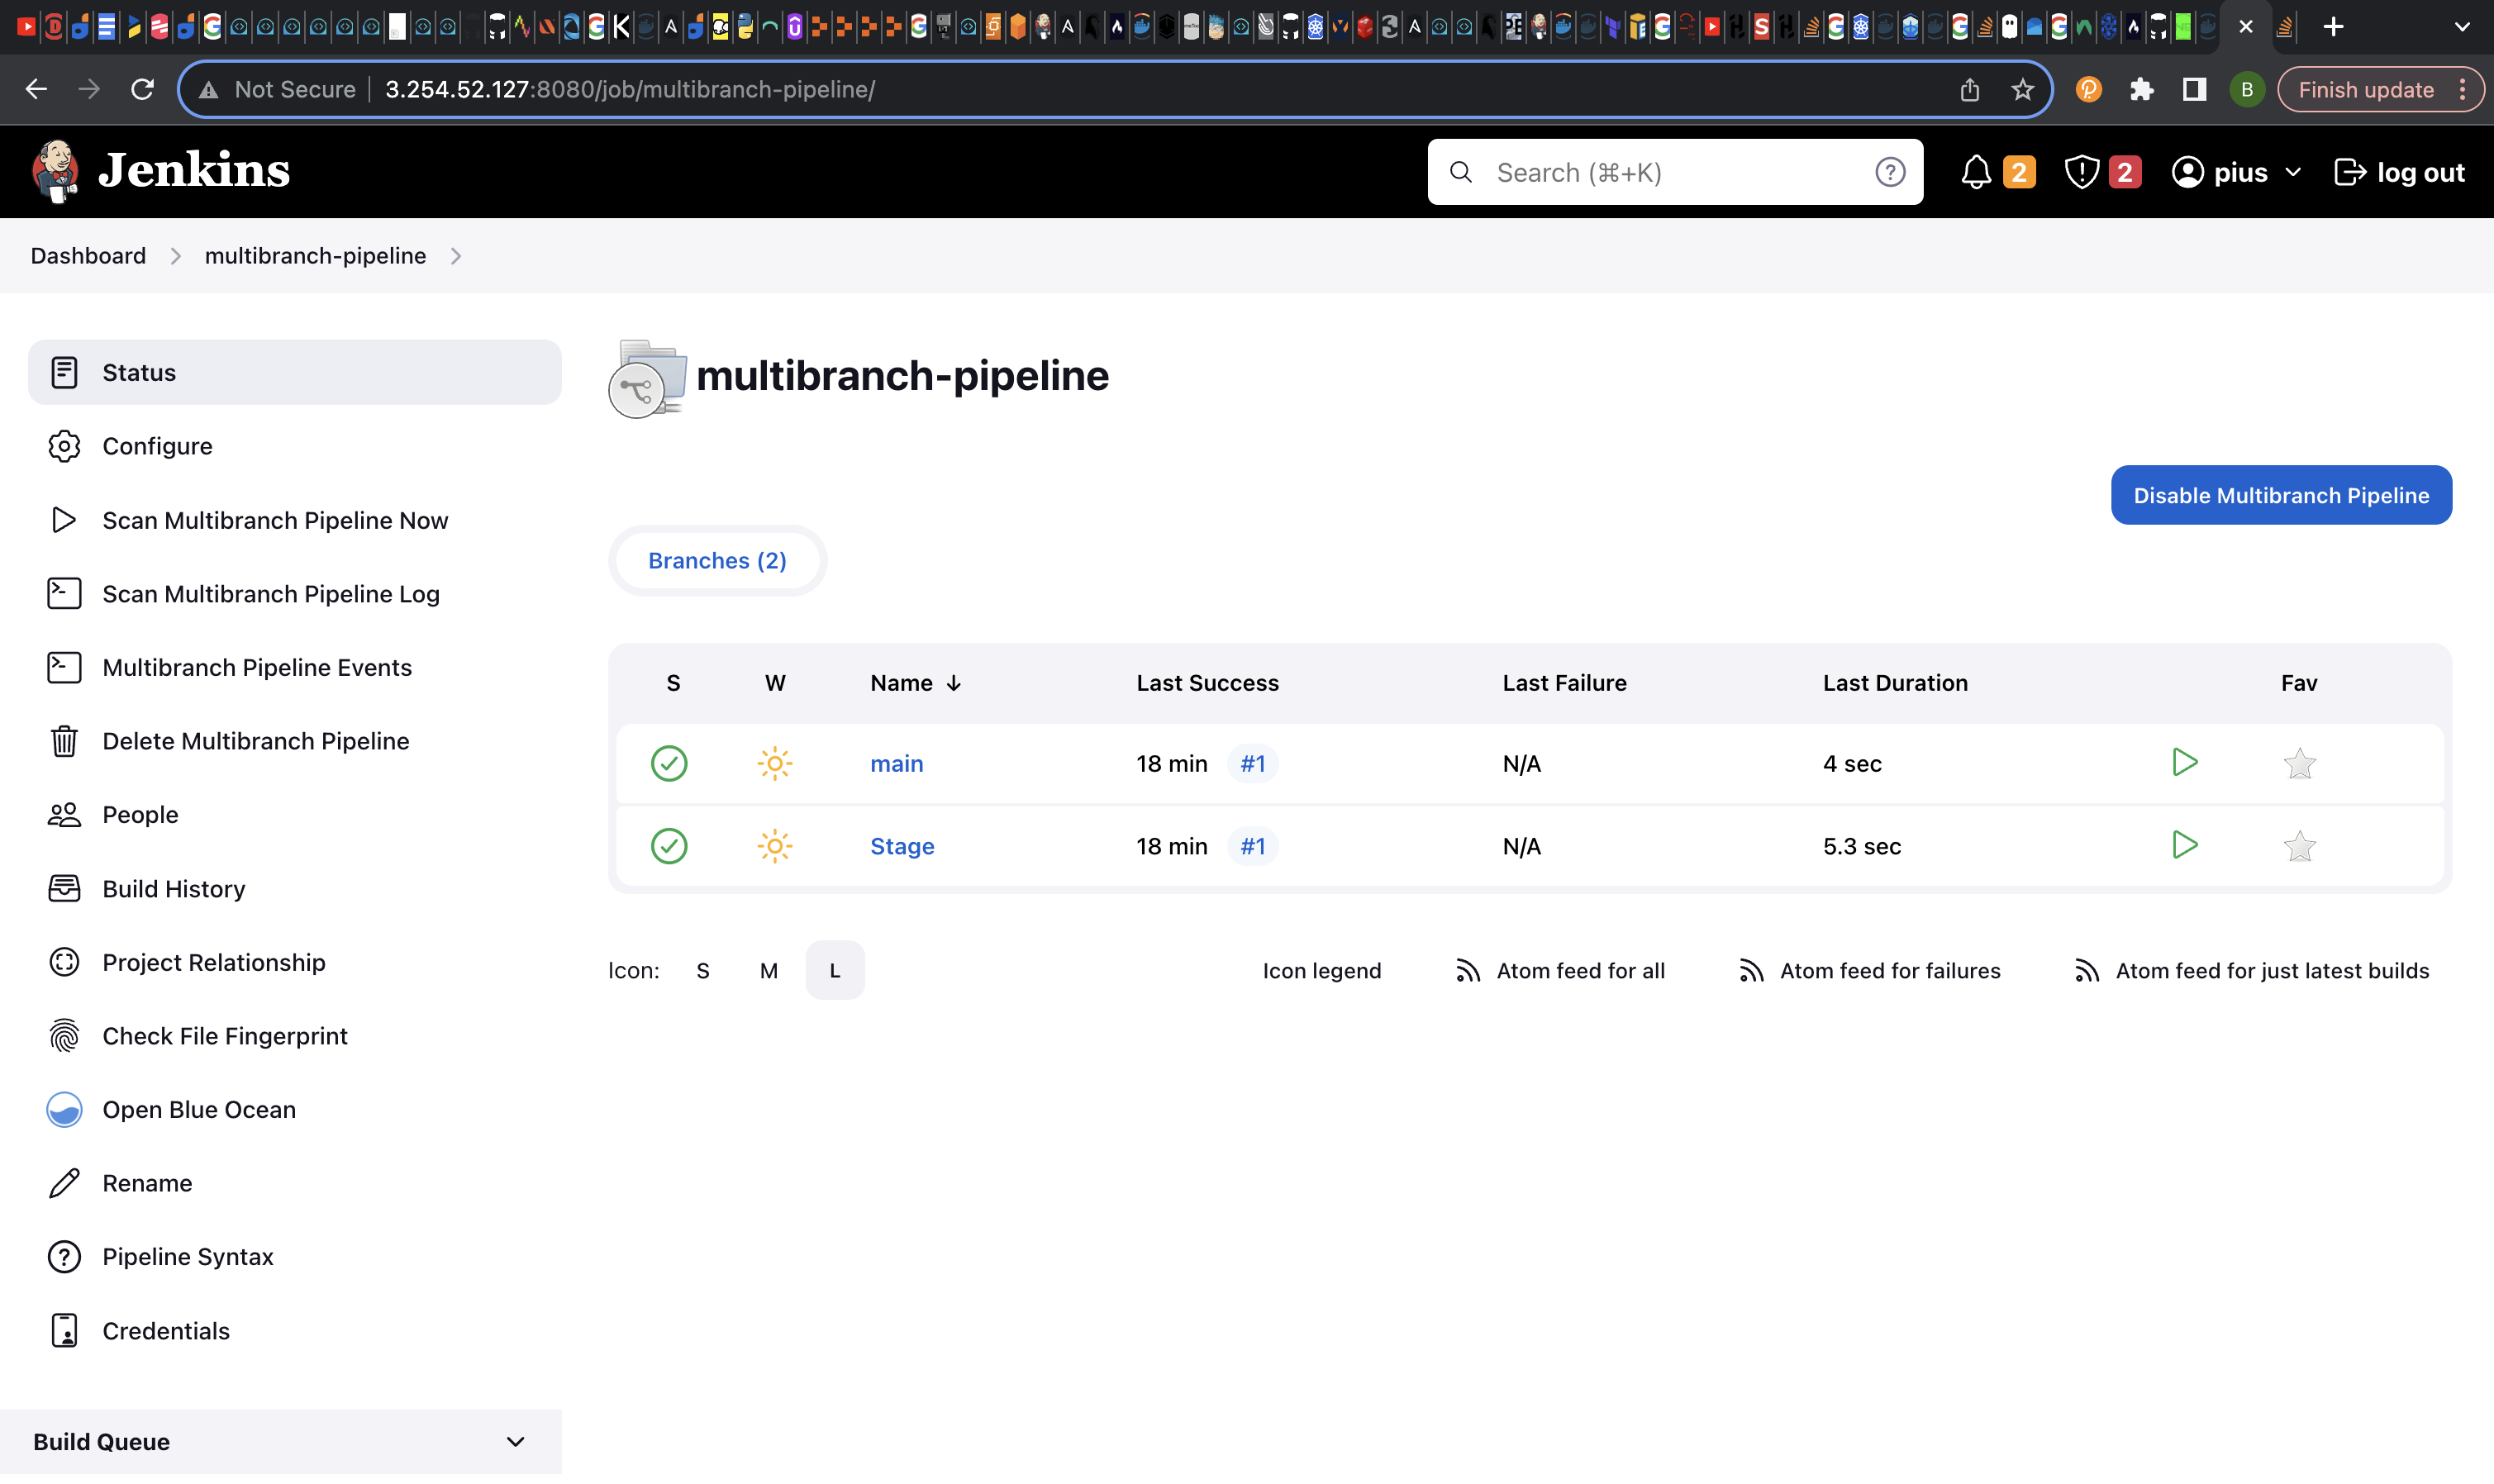 Not Secure 3.254.52.127:8080/job/multibranch-pipeline/ B Finish update
Jenkins Search (⌘+K) 2 2 pius log out
Dashboard multibranch-pipeline
Status
Configure
Scan Multibranch Pipeline Now
Scan Multibranch Pipeline Log
Multibranch Pipeline Events
Delete Multibranch Pipeline
People
Build History
Project Relationship
Check File Fingerprint
Open Blue Ocean
Rename
Pipeline Syntax
Credentials
Build Queue
multibranch-pipeline
Disable Multibranch Pipeline
Branches (2)
S W Name ↓ Last Success Last Failure Last Duration Fav
main 18 min #1 N/A 4 sec
Stage 18 min #1 N/A 5.3 sec
Icon: S M L Icon legend Atom feed for all Atom feed for failures Atom feed for just latest builds